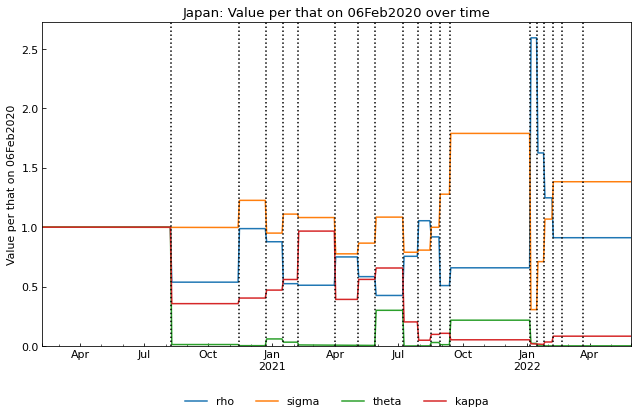 Japan: Value per that on 06Feb2020 over time
Value per that on 06Feb2020
2.5
2.0
1.5
1.0
0.5
0.0
Apr Jul Oct Jan Apr Jul Oct Jan Apr
2021 2022
rho sigma theta kappa